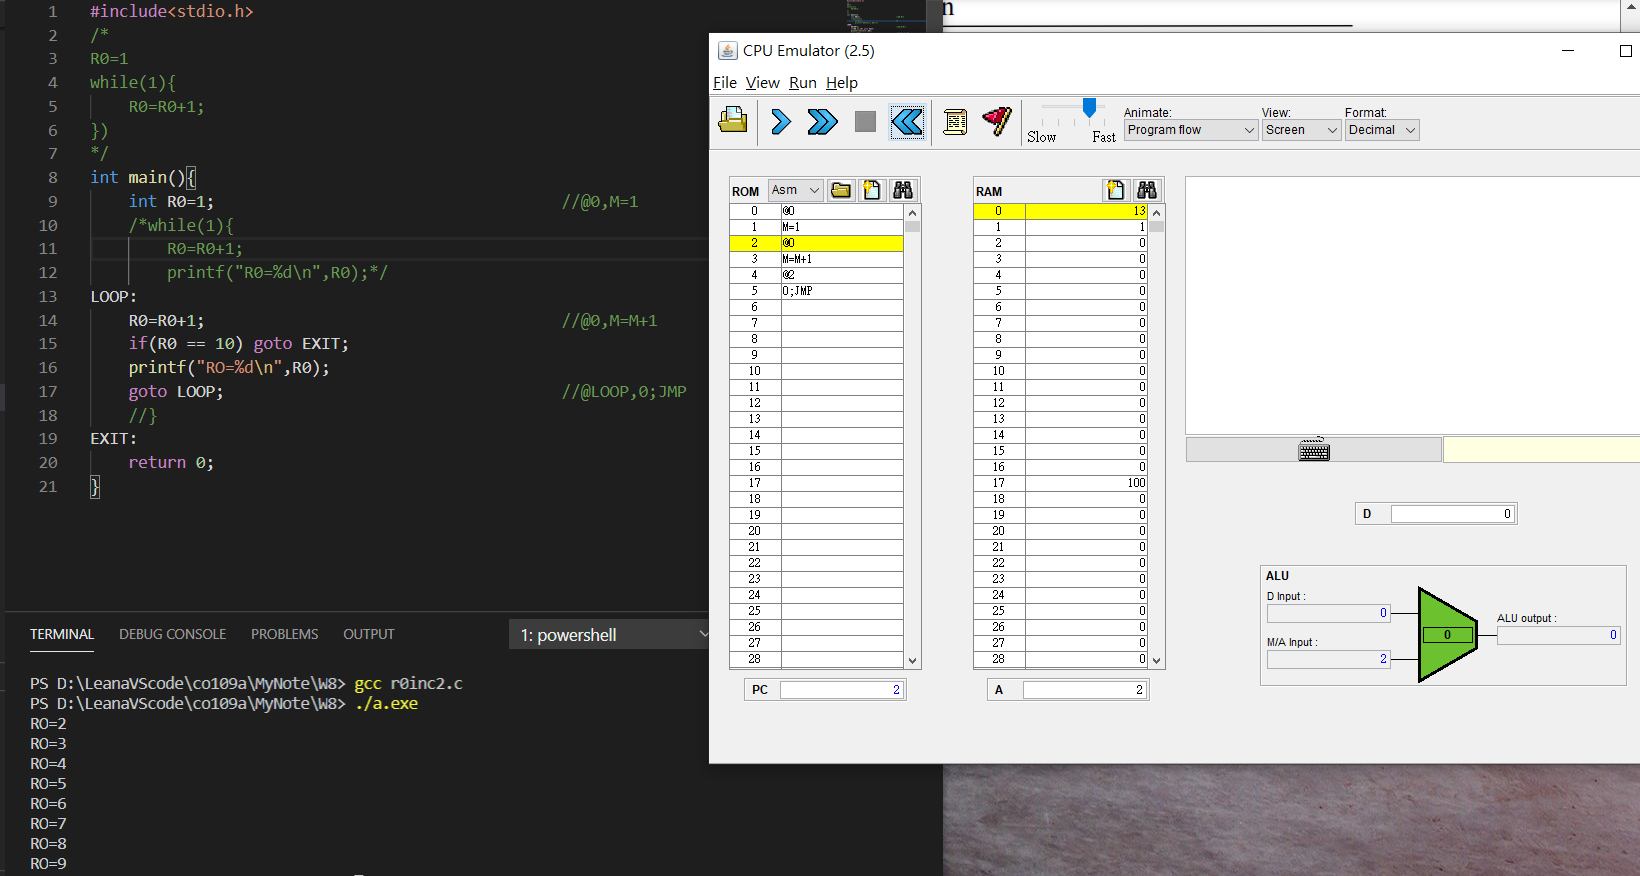 1 #include<stdio.h>
2 /*
3 R0=1
4 while(1){
5 R0=R0+1;
6 })
7 */
8 int main(){
9 int R0=1; //@0,M=1
10 /*while(1){
11 R0=R0+1;
12 printf("R0=%d\n",R0);*/
13 LOOP:
14 R0=R0+1; //@0,M=M+1
15 if(R0 == 10) goto EXIT;
16 printf("RO=%d\n",R0);
17 goto LOOP; //@LOOP,0;JMP
18 //}
19 EXIT:
20 return 0;
21 }
TERMINAL DEBUG CONSOLE PROBLEMS OUTPUT 1: powershell
PS D:\LeanaVScode\co109a\MyNote\W8> gcc r0inc2.c
PS D:\LeanaVScode\co109a\MyNote\W8> ./a.exe
RO=2
RO=3
RO=4
RO=5
RO=6
RO=7
RO=8
RO=9
n
CPU Emulator (2.5)
File View Run Help
Slow Fast
Animate: View: Format:
Program flow Screen Decimal
ROM Asm
0 @0
1 M=1
2 @0
3 M=M+1
4 @2
5 0;JMP
6
7
8
9
10
11
12
13
14
15
16
17
18
19
20
21
22
23
24
25
26
27
28
PC 2
RAM
0 13
1 1
2 0
3 0
4 0
5 0
6 0
7 0
8 0
9 0
10 0
11 0
12 0
13 0
14 0
15 0
16 0
17 100
18 0
19 0
20 0
21 0
22 0
23 0
24 0
25 0
26 0
27 0
28 0
A 2
D 0
ALU
D Input :
0
M/A Input :
2
0
ALU output :
0